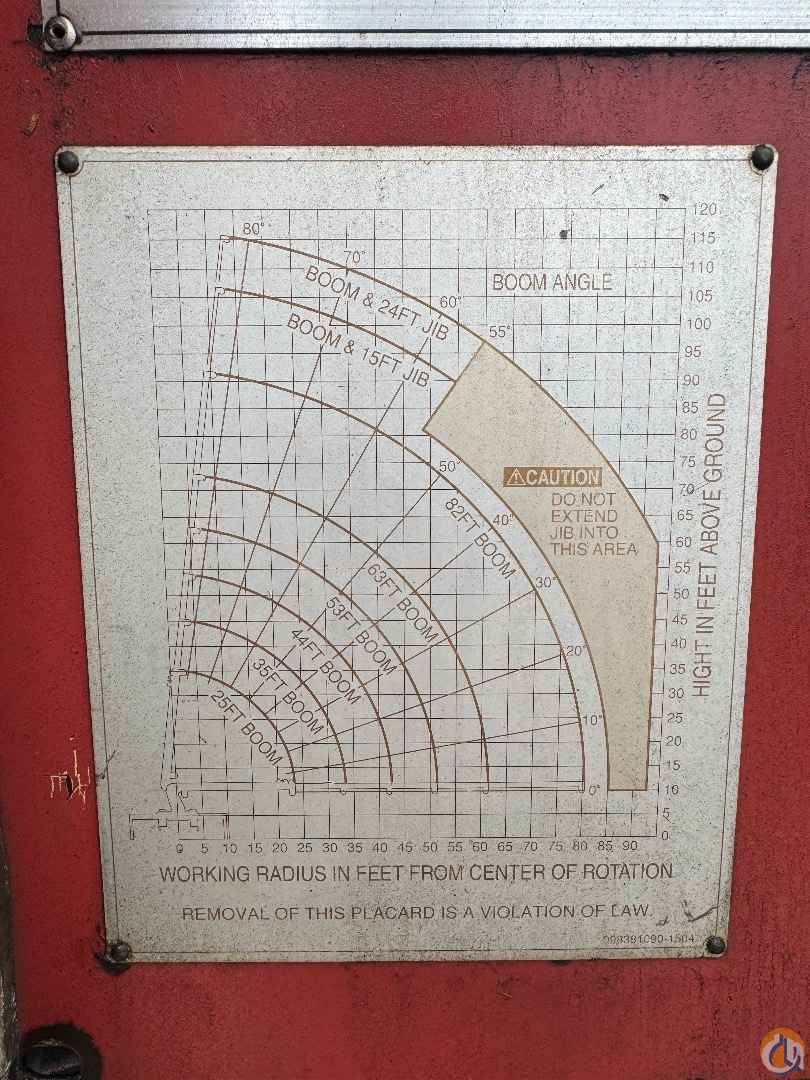 80°
70°
60°
55°
50°
40°
30°
20°
10°
0°
BOOM ANGLE
BOOM & 24FT JIB
BOOM & 15FT JIB
82FT BOOM
63FT BOOM
53FT BOOM
44FT BOOM
35FT BOOM
25FT BOOM
CAUTION
DO NOT
EXTEND
JIB INTO
THIS AREA
120
115
110
105
100
95
90
85
80
75
70
65
60
55
50
45
40
35
30
25
20
15
10
5
0
HIGHT IN FEET ABOVE GROUND
0 5 10 15 20 25 30 35 40 45 50 55 60 65 70 75 80 85 90
WORKING RADIUS IN FEET FROM CENTER OF ROTATION
REMOVAL OF THIS PLACARD IS A VIOLATION OF LAW.